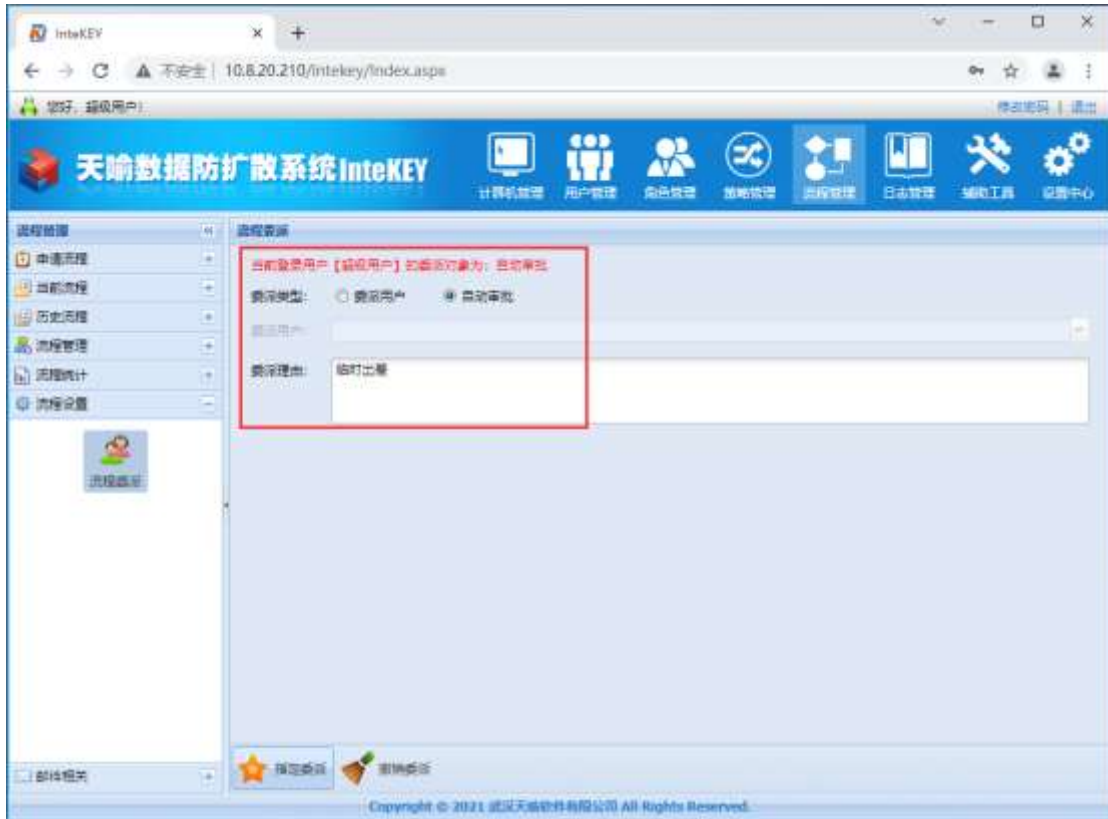 InteKEY
不安全 | 10.8.20.210/intekey/Index.aspx
您好，超级用户!
修改密码 | 退出
天喻数据防扩散系统InteKEY
计算机管理 用户管理 角色管理 策略管理 流程管理 日志管理 辅助工具 设置中心
流程管理
流程委派
申请流程
当前流程
历史流程
流程管理
流程统计
流程设置
流程委派
当前登录用户【超级用户】的委派对象为：自动审批
委派类型: 委派用户 自动审批
委派用户:
委派理由: 临时出差
邮件相关
指定委派 撤销委派
Copyright © 2021 武汉天喻软件有限公司 All Rights Reserved.